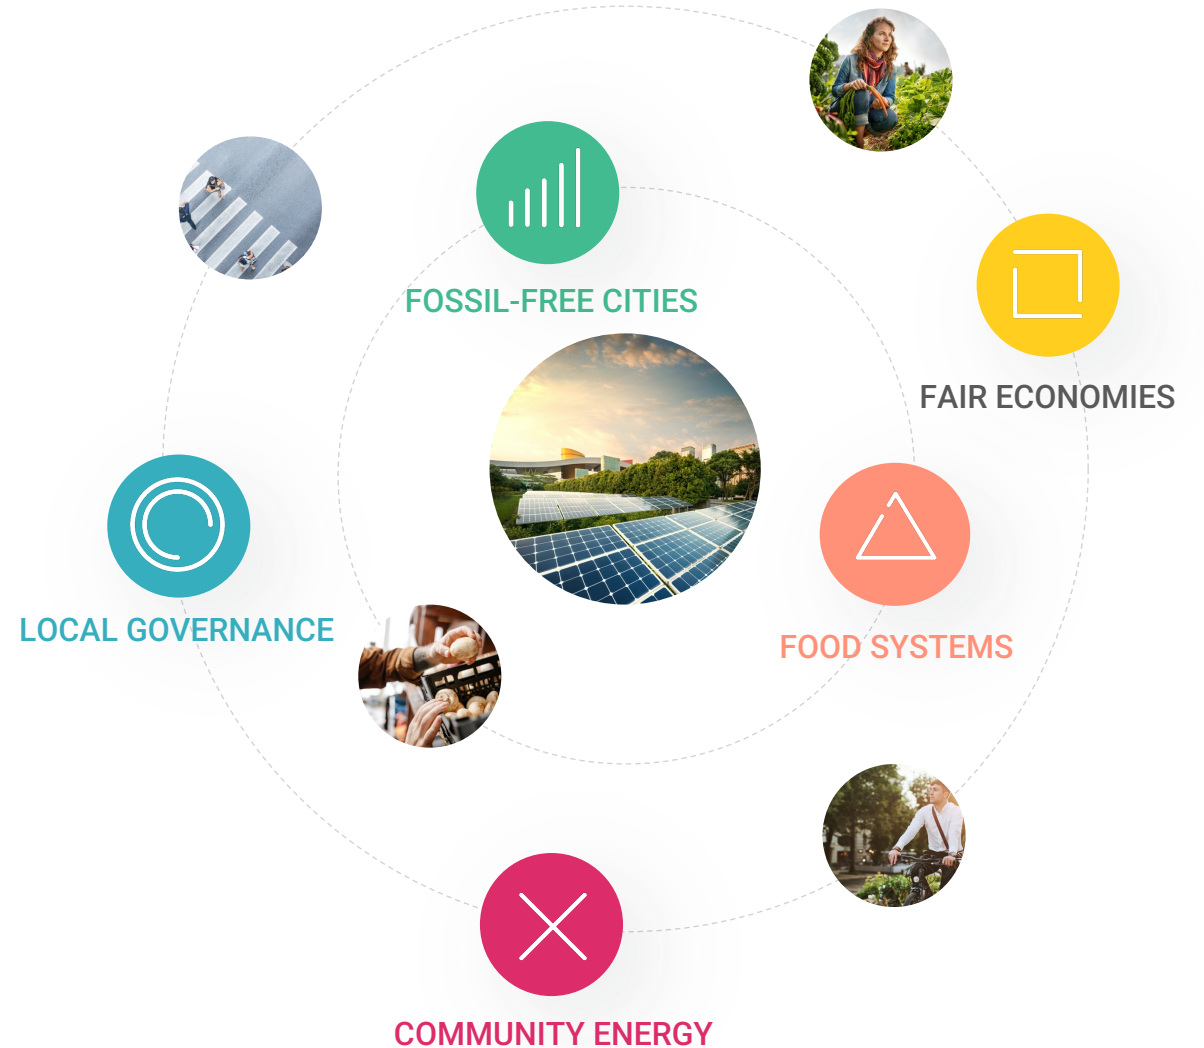 FOSSIL-FREE CITIES
FAIR ECONOMIES
LOCAL GOVERNANCE
FOOD SYSTEMS
COMMUNITY ENERGY